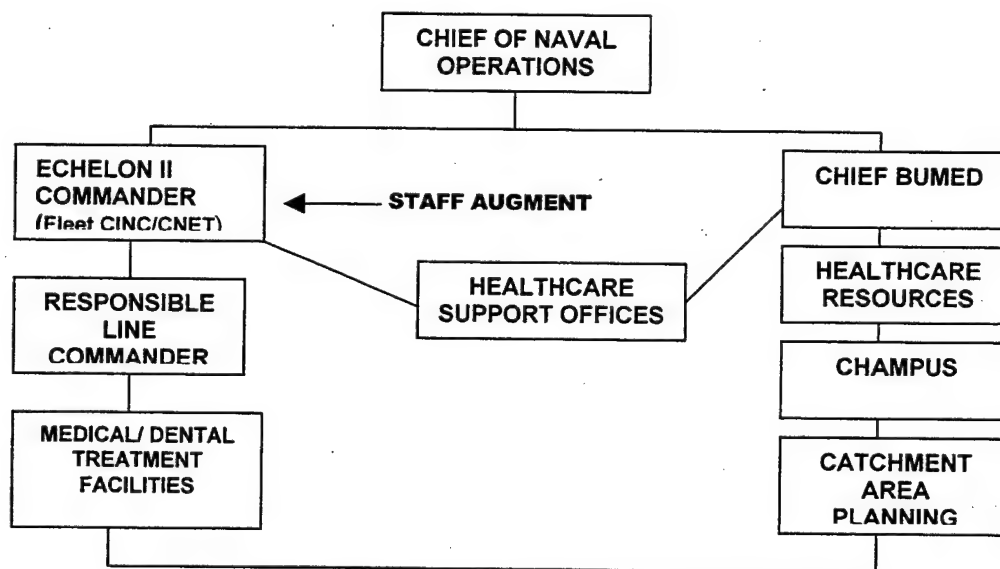 CHIEF OF NAVAL
OPERATIONS
ECHELON II
COMMANDER
(Fleet CINC/CNET)
STAFF AUGMENT
CHIEF BUMED
HEALTHCARE
SUPPORT OFFICES
HEALTHCARE
RESOURCES
RESPONSIBLE
LINE
COMMANDER
CHAMPUS
MEDICAL/ DENTAL
TREATMENT
FACILITIES
CATCHMENT
AREA
PLANNING